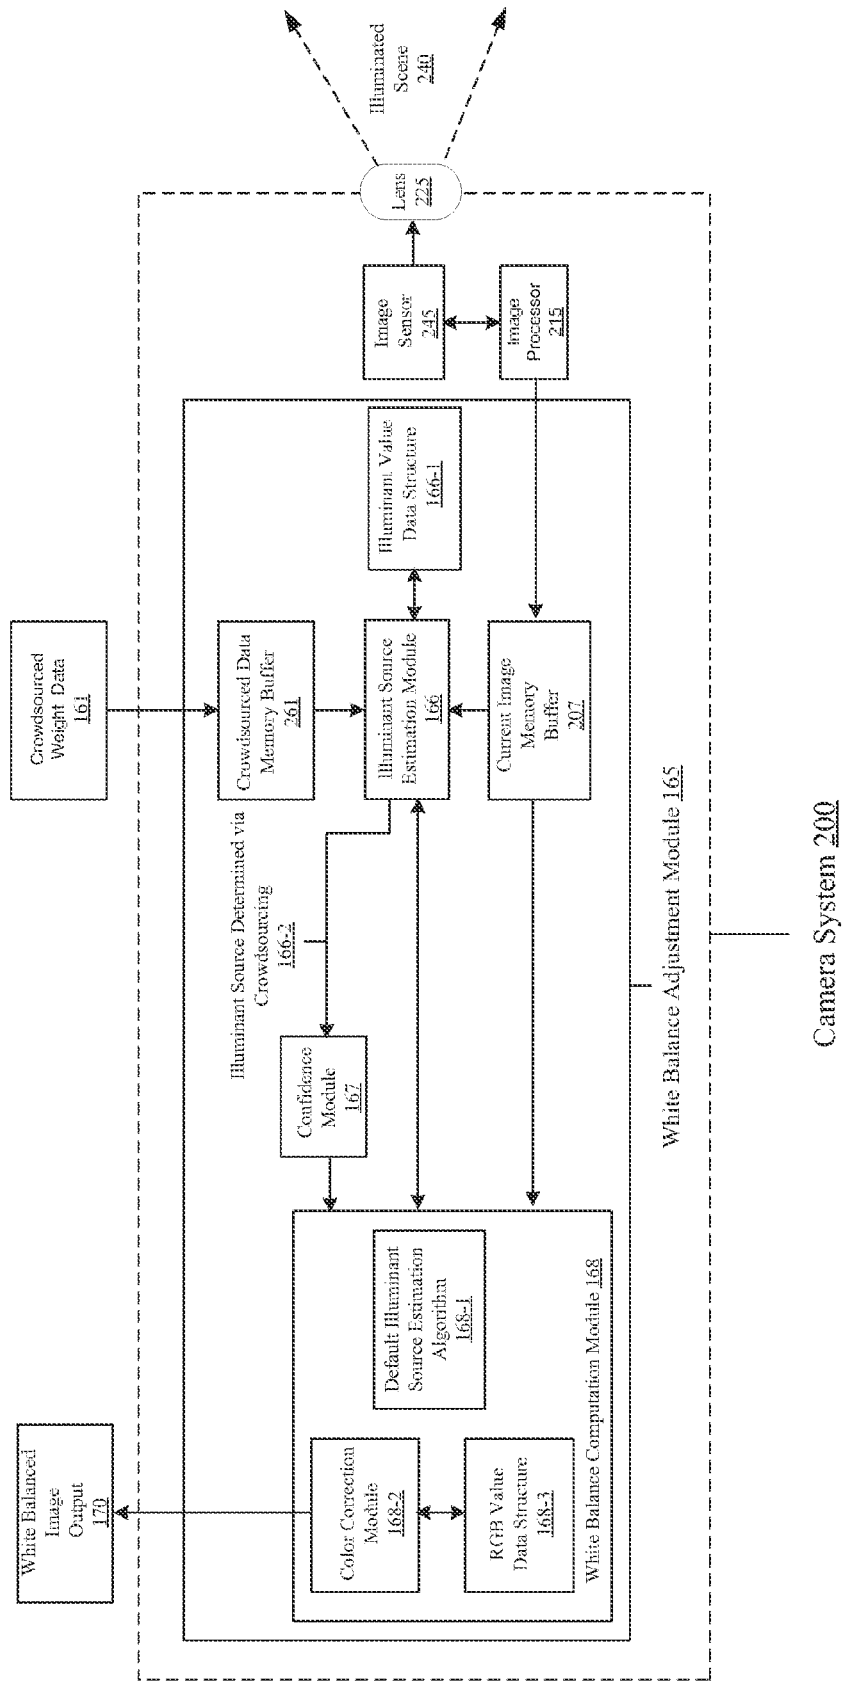 White Balanced
Image
Output
170
Crowdsourced
Weight Data
161
Color Correction
Module
168-2
RGB Value
Data Structure
168-3
Default Illuminant
Source Estimation
Algorithm
168-1
White Balance Computation Module 168
Confidence
Module
167
Illuminant Source Determined via
Crowdsourcing
166-2
Crowdsourced Data
Memory Buffer
261
Illuminant Source
Estimation Module
166
Current Image
Memory
Buffer
207
Illuminant Value
Data Structure
166-1
Image
Sensor
245
Image
Processor
215
Lens
225
Illuminated
Scene
240
White Balance Adjustment Module 165
Camera System 200